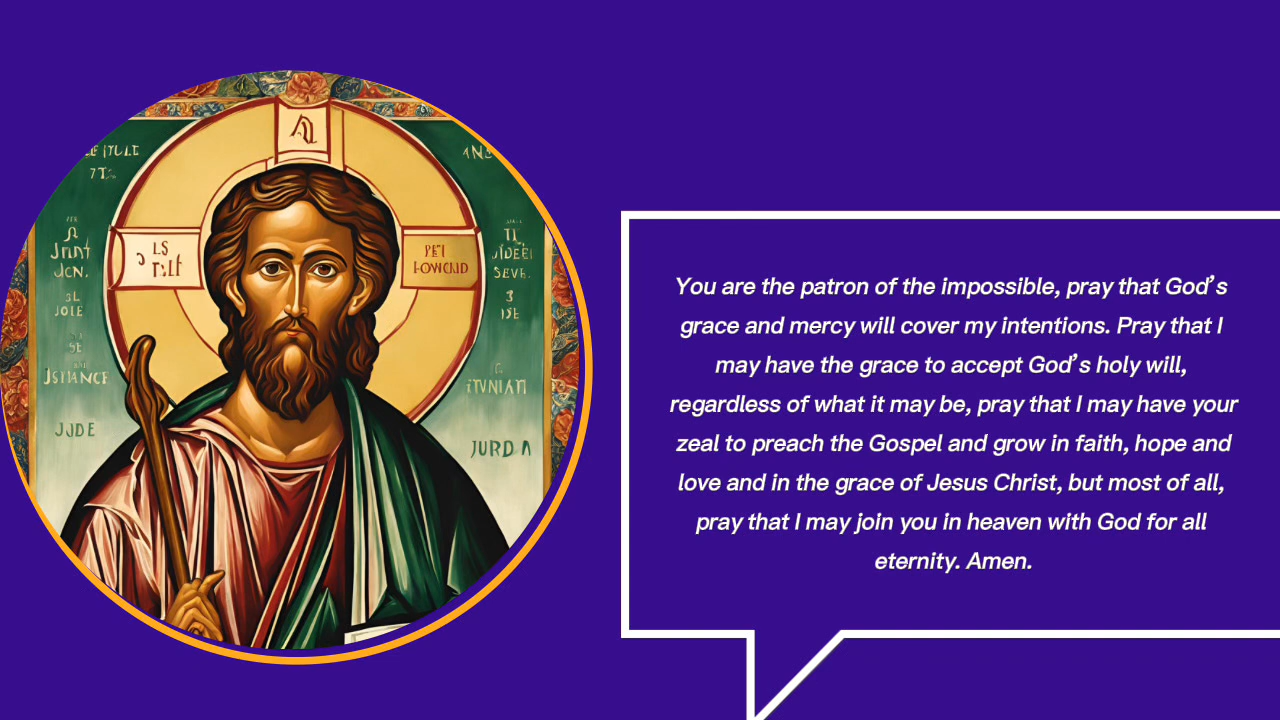 JUDE
You are the patron of the impossible, pray that God’s
grace and mercy will cover my intentions. Pray that I
may have the grace to accept God’s holy will,
regardless of what it may be, pray that I may have your
zeal to preach the Gospel and grow in faith, hope and
love and in the grace of Jesus Christ, but most of all,
pray that I may join you in heaven with God for all
eternity. Amen.